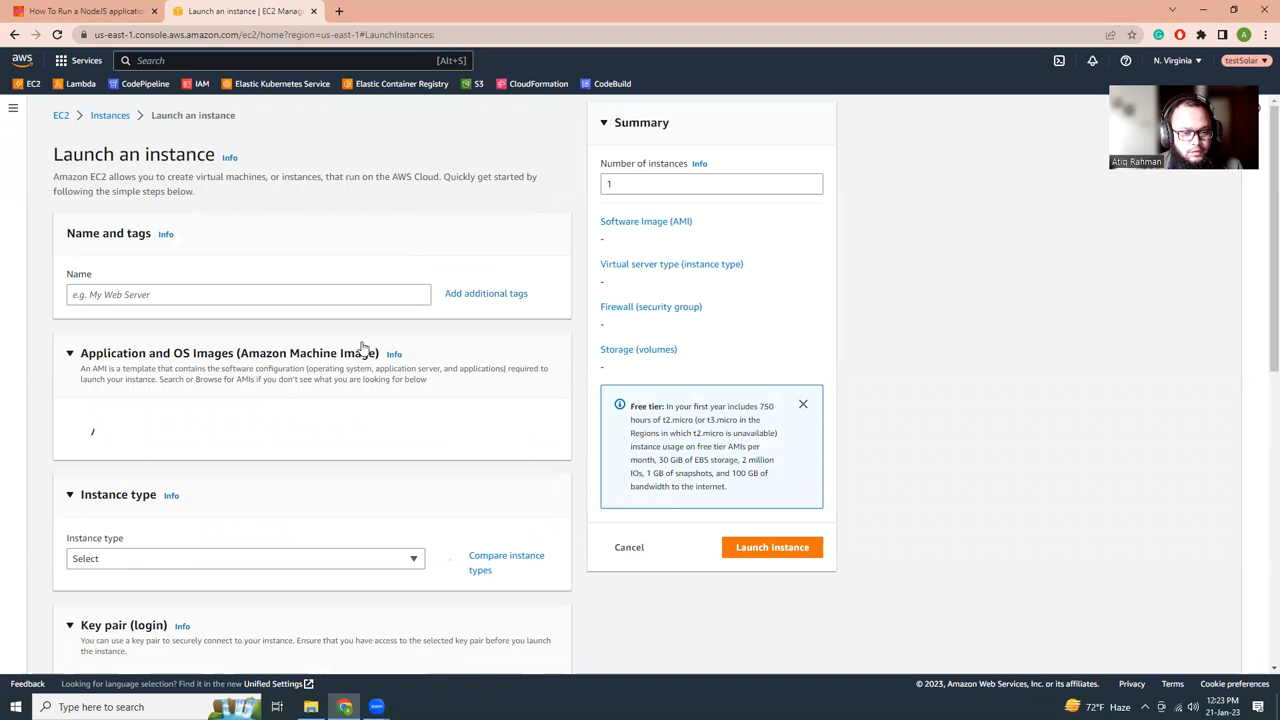 How To Run a NodeJS applicatio
Launch an instance | EC2 Manag
us-east-1.console.aws.amazon.com/ec2/home?region=us-east-1#LaunchInstances:
aws
Services
Search
[Alt+S]
N. Virginia
testSolar
EC2
Lambda
CodePipeline
IAM
Elastic Kubernetes Service
Elastic Container Registry
S3
CloudFormation
CodeBuild
EC2
Instances
Launch an instance
Launch an instance Info
Amazon EC2 allows you to create virtual machines, or instances, that run on the AWS Cloud. Quickly get started by
following the simple steps below.
Name and tags Info
Name
e.g. My Web Server
Add additional tags
Application and OS Images (Amazon Machine Image) Info
An AMI is a template that contains the software configuration (operating system, application server, and applications) required to
launch your instance. Search or Browse for AMIs if you don't see what you are looking for below
Instance type Info
Instance type
Select
Compare instance
types
Key pair (login) Info
You can use a key pair to securely connect to your instance. Ensure that you have access to the selected key pair before you launch
the instance.
Summary
Number of instances Info
1
Software Image (AMI)
-
Virtual server type (instance type)
-
Firewall (security group)
-
Storage (volumes)
-
Free tier: In your first year includes 750
hours of t2.micro (or t3.micro in the
Regions in which t2.micro is unavailable)
instance usage on free tier AMIs per
month, 30 GiB of EBS storage, 2 million
IOs, 1 GB of snapshots, and 100 GB of
bandwidth to the internet.
Cancel
Launch instance
Atiq Rahman
Feedback
Looking for language selection? Find it in the new Unified Settings
© 2023, Amazon Web Services, Inc. or its affiliates.
Privacy
Terms
Cookie preferences
Type here to search
zoom
72°F Haze
12:23 PM
21-Jan-23